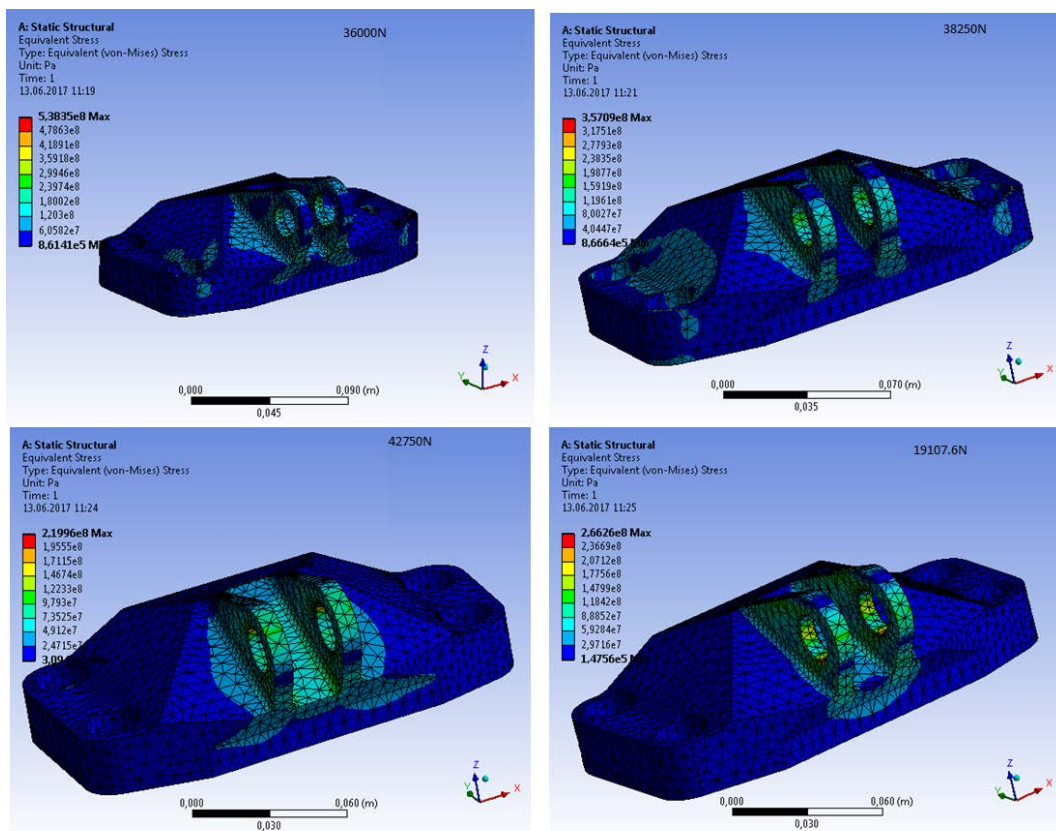 A: Static Structural
Equivalent Stress
Type: Equivalent (von-Mises) Stress
Unit: Pa
Time: 1
13.06.2017 11:19
36000N
5,3835e8 Max
4,7863e8
4,1891e8
3,5918e8
2,9946e8
2,3974e8
1,8002e8
1,203e8
6,0582e7
8,6141e5
0,000
0,090 (m)
0,045
Z
Y
X
A: Static Structural
Equivalent Stress
Type: Equivalent (von-Mises) Stress
Unit: Pa
Time: 1
13.06.2017 11:21
38250N
3,5709e8 Max
3,1751e8
2,7793e8
2,3835e8
1,9877e8
1,5919e8
1,1961e8
8,0027e7
4,0447e7
8,6664e5
0,000
0,070 (m)
0,035
Z
Y
X
A: Static Structural
Equivalent Stress
Type: Equivalent (von-Mises) Stress
Unit: Pa
Time: 1
13.06.2017 11:24
42750N
2,1996e8 Max
1,9555e8
1,7115e8
1,4674e8
1,2233e8
9,793e7
7,3525e7
4,912e7
2,4715e7
0,000
0,060 (m)
0,030
Z
Y
X
A: Static Structural
Equivalent Stress
Type: Equivalent (von-Mises) Stress
Unit: Pa
Time: 1
13.06.2017 11:25
19107.6N
2,6626e8 Max
2,3669e8
2,0712e8
1,7756e8
1,4799e8
1,1842e8
8,8852e7
5,9284e7
2,9716e7
1,4756e5
0,000
0,060 (m)
0,030
Z
Y
X